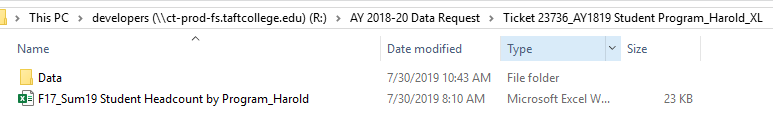 This PC > developers (\\ct-prod-fs.taftcollege.edu) (R:) > AY 2018-20 Data Request > Ticket 23736_AY1819 Student Program_Harold_XL
Name Date modified Type Size
Data 7/30/2019 10:43 AM File folder
F17_Sum19 Student Headcount by Program_Harold 7/30/2019 8:10 AM Microsoft Excel W... 23 KB